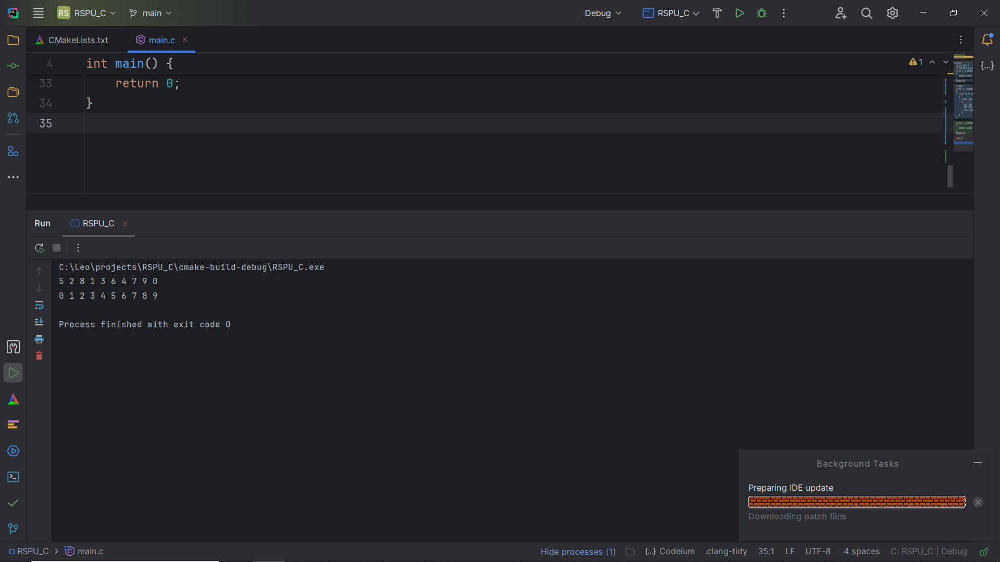 RS RSPU_C main Debug RSPU_C
CMakeLists.txt main.c
4 int main() {
1
33 return 0;
34 }
35
Run RSPU_C
C:\Leo\projects\RSPU_C\cmake-build-debug\RSPU_C.exe
5 2 8 1 3 6 4 7 9 0
0 1 2 3 4 5 6 7 8 9
Process finished with exit code 0
Background Tasks
Preparing IDE update
Downloading patch files
RSPU_C > main.c Hide processes (1) {...} Codeium .clang-tidy 35:1 LF UTF-8 4 spaces C: RSPU_C | Debug